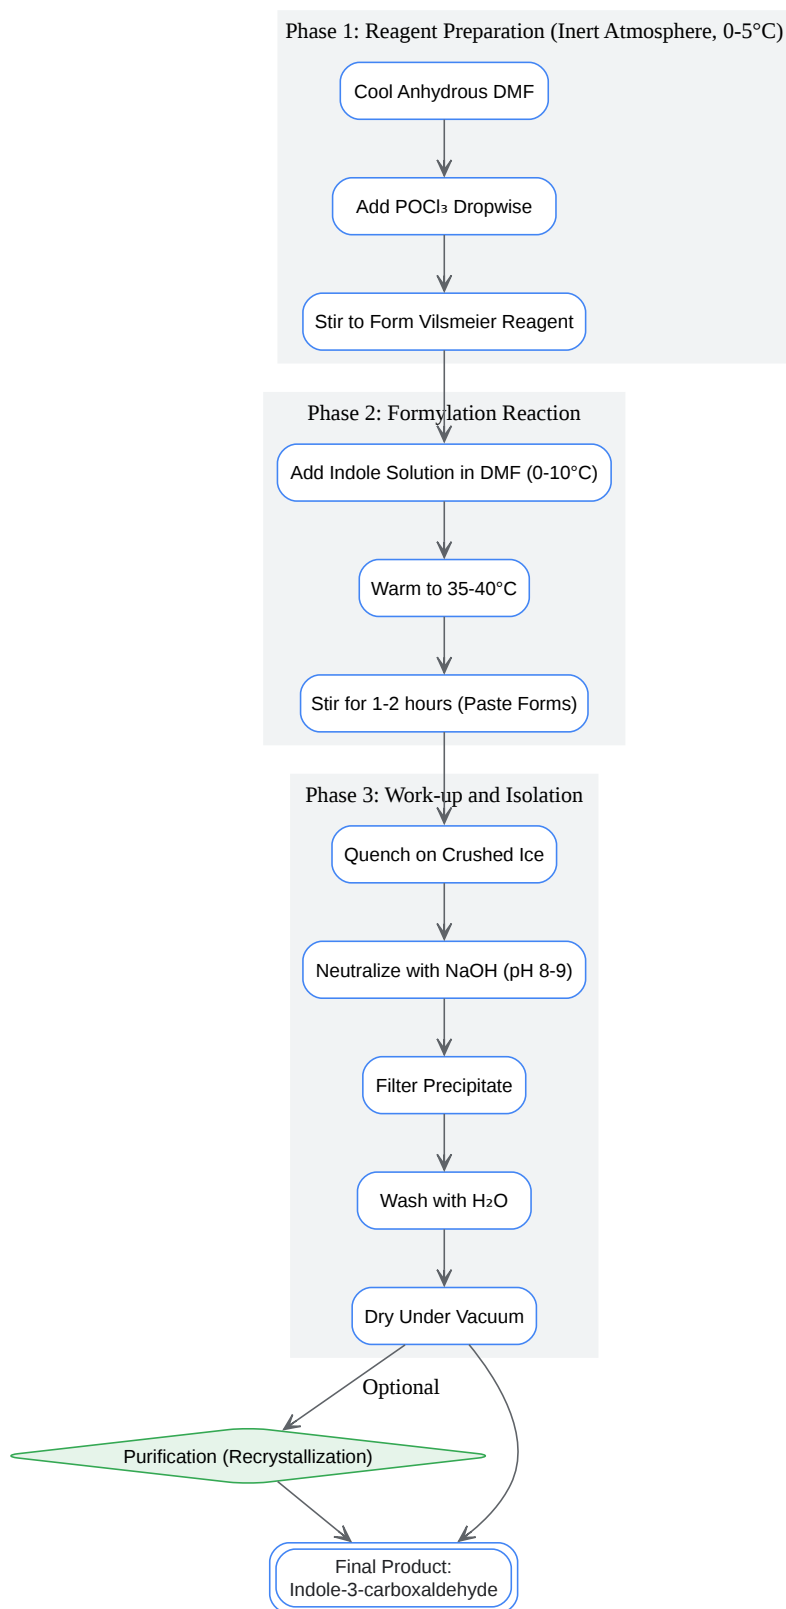 Phase 1: Reagent Preparation (Inert Atmosphere, 0-5°C)
Cool Anhydrous DMF
Add POCl₃ Dropwise
Stir to Form Vilsmeier Reagent
Phase 2: Formylation Reaction
Add Indole Solution in DMF (0-10°C)
Warm to 35-40°C
Stir for 1-2 hours (Paste Forms)
Phase 3: Work-up and Isolation
Quench on Crushed Ice
Neutralize with NaOH (pH 8-9)
Filter Precipitate
Wash with H₂O
Dry Under Vacuum
Optional
Purification (Recrystallization)
Final Product:
Indole-3-carboxaldehyde